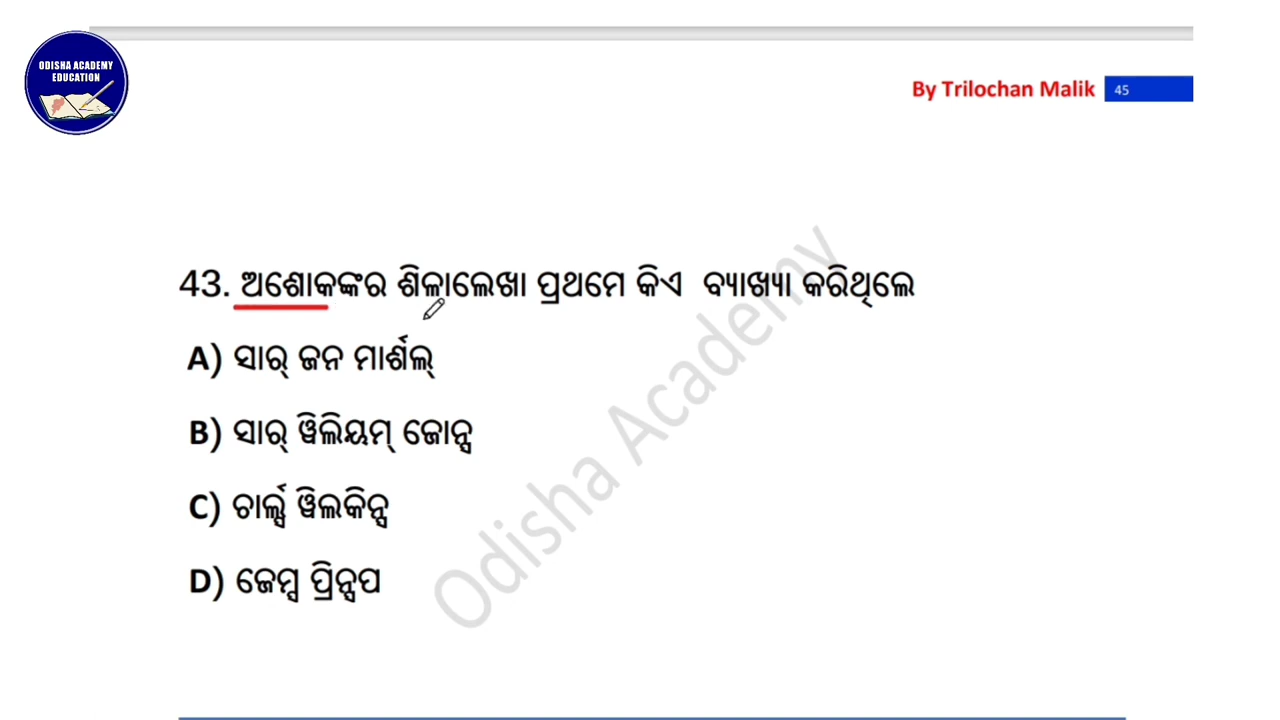 ODISHA ACADEMY
EDUCATION
By Trilochan Malik 45
43. ଅଶୋକଙ୍କର ଶିଳାଲେଖା ପ୍ରଥମେ କିଏ ବ୍ୟାଖ୍ୟା କରିଥିଲେ
A) ସାର୍ ଜନ ମାର୍ଶଲ୍
B) ସାର୍ ୱିଲିୟମ୍ ଜୋନ୍ସ
C) ଚାର୍ଲ୍ସ ୱିଲକିନ୍ସ
D) ଜେମ୍ସ ପ୍ରିନ୍ସପ
Odisha Academy